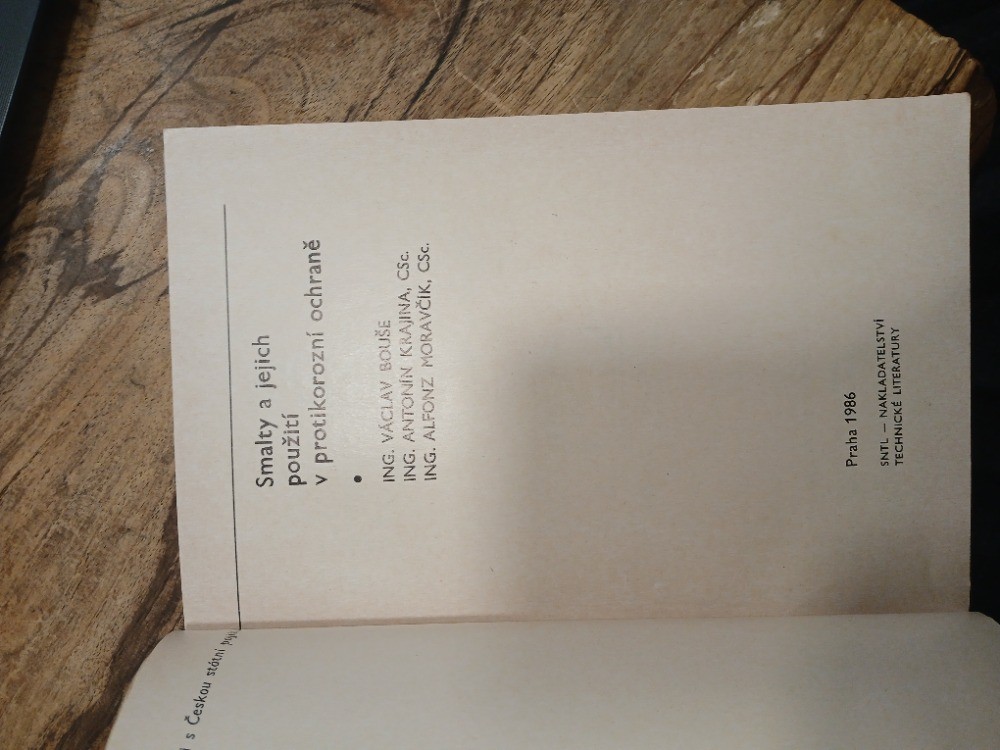 s Českou státní
Smalty a jejich
použití
v protikorozní ochraně
•
ING. VÁCLAV BOUŠE
ING. ANTONÍN KRAJINA, CSc.
ING. ALFONZ MORAVČÍK, CSc.
Praha 1986
SNTL — NAKLADATELSTVÍ
TECHNICKÉ LITERATURY